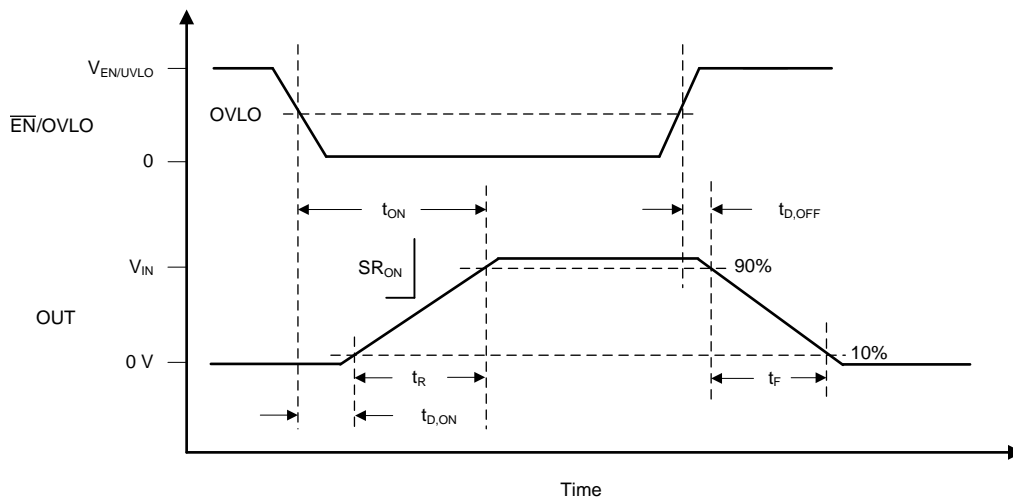 V_EN/UVLO
E̅N̅/OVLO
OVLO
0
t_ON
t_D,OFF
SR_ON
V_IN
90%
OUT
0 V
10%
t_R
t_F
t_D,ON
Time